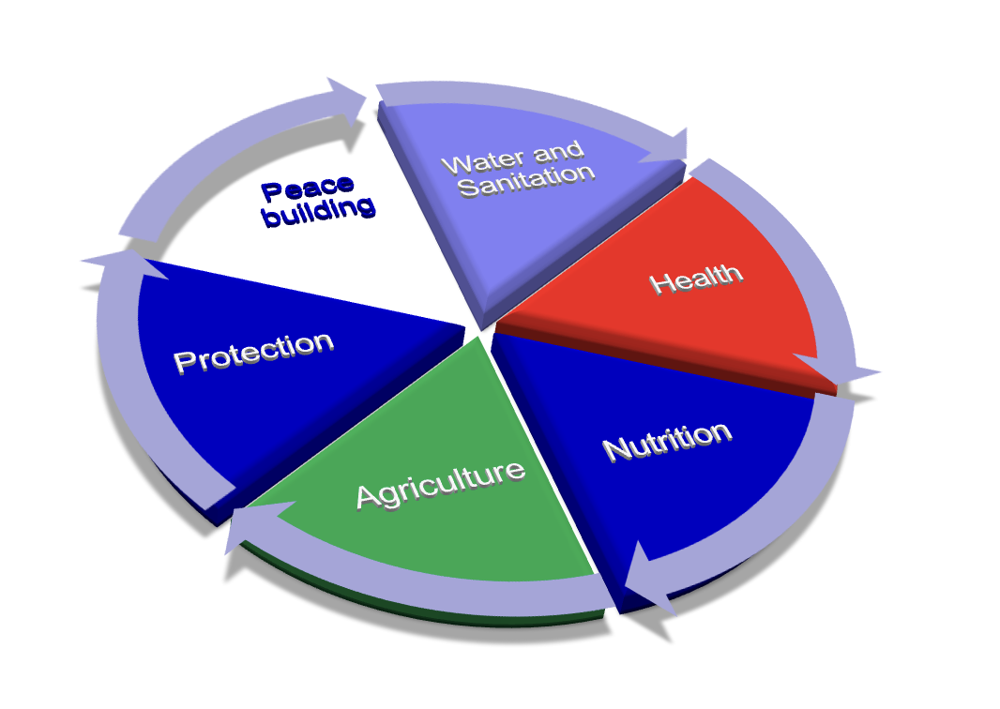 Peace
building
Water and
Sanitation
Health
Nutrition
Agriculture
Protection